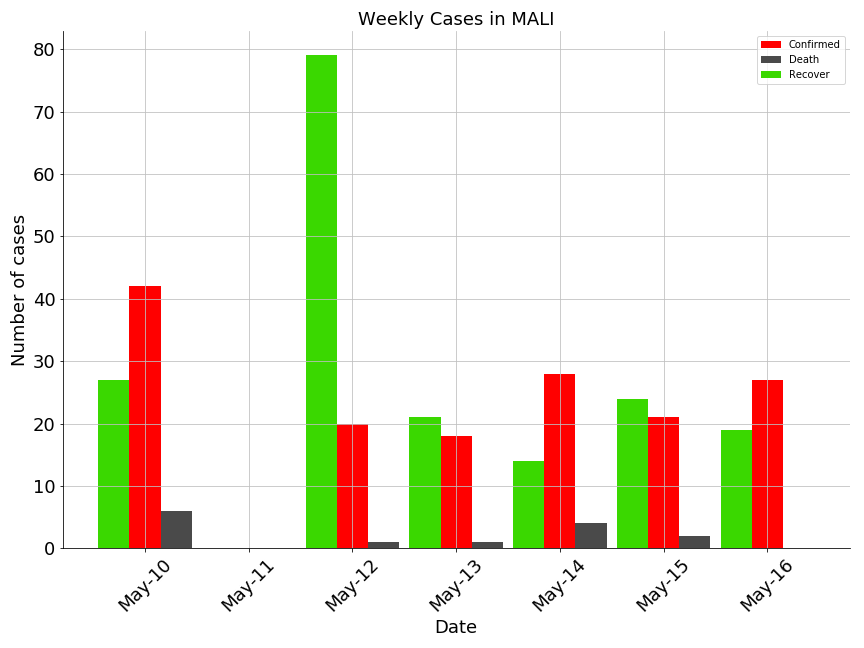 Weekly Cases in MALI
Confirmed
Death
Recover
Number of cases
80
70
60
50
40
30
20
10
0
May-10
May-11
May-12
May-13
May-14
May-15
May-16
Date